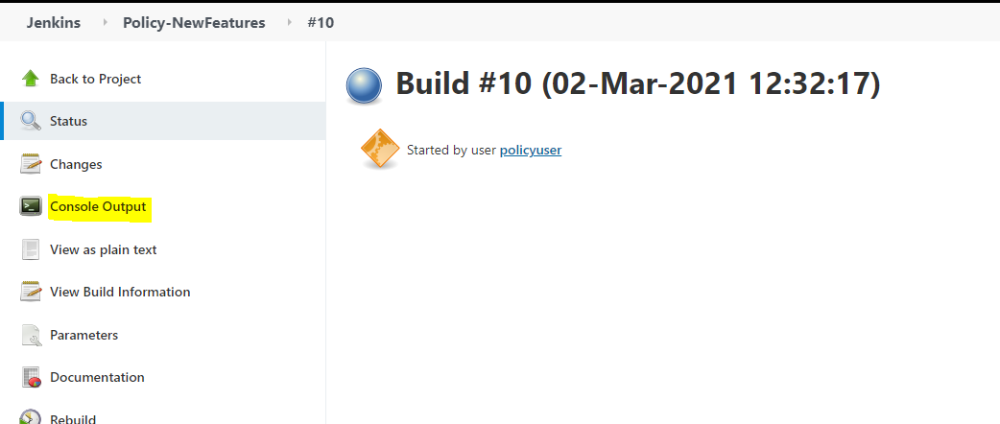 Jenkins Policy-NewFeatures #10
Back to Project
Status
Changes
Console Output
View as plain text
View Build Information
Parameters
Documentation
Rebuild
Build #10 (02-Mar-2021 12:32:17)
Started by user policyuser